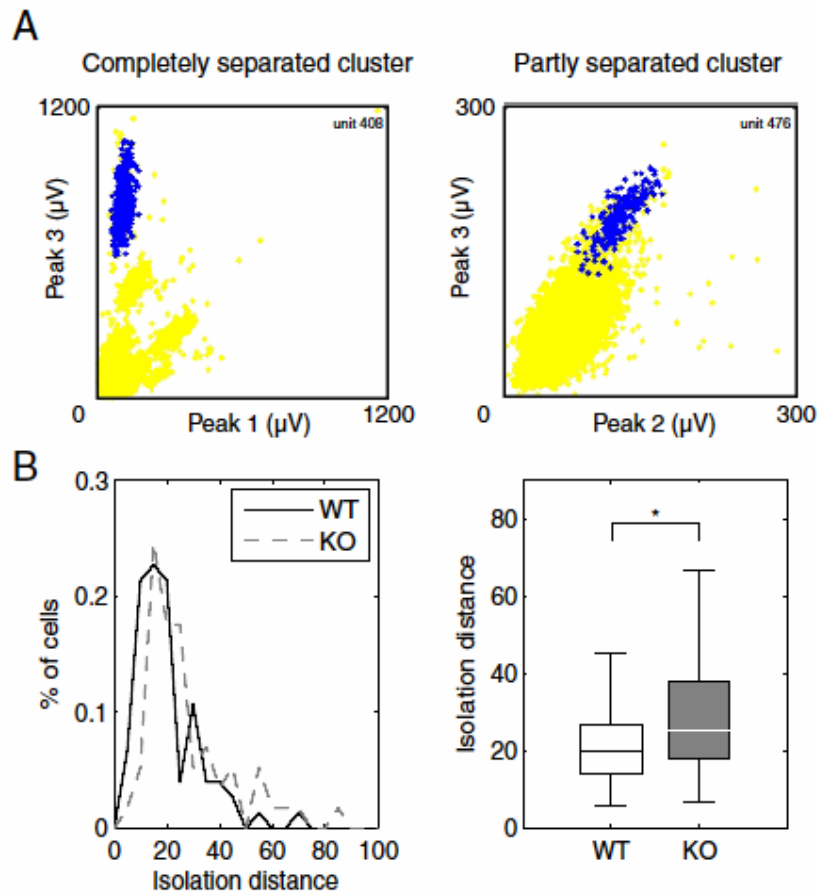 A
Completely separated cluster
Partly separated cluster
1200
unit 408
Peak 3 (µV)
0
Peak 1 (µV)
1200
300
unit 476
Peak 3 (µV)
0
Peak 2 (µV)
300
B
0.3
0.2
0.1
0
% of cells
WT
KO
0 20 40 60 80 100
Isolation distance
80
60
40
20
0
Isolation distance
*
WT KO